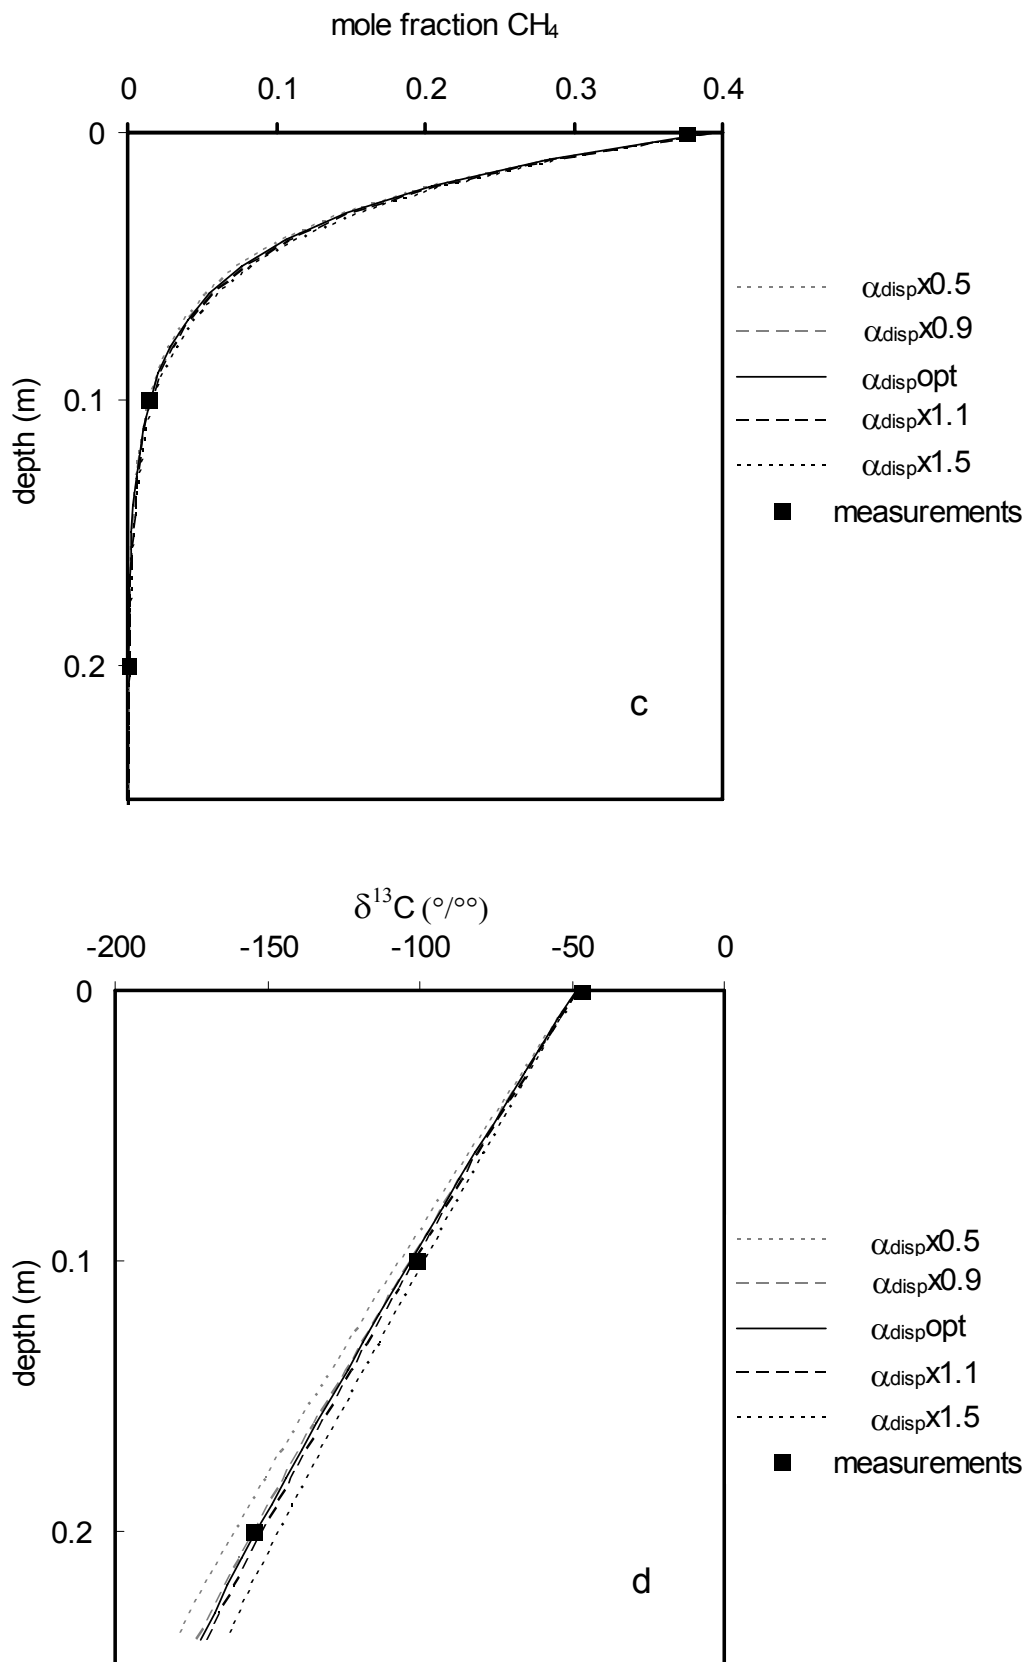 mole fraction CH₄
0 0.1 0.2 0.3 0.4
0
0.1
0.2
depth (m)
αdispx0.5
αdispx0.9
αdispopt
αdispx1.1
αdispx1.5
measurements
c
δ¹³C (°/°°)
-200 -150 -100 -50 0
0
0.1
0.2
depth (m)
αdispx0.5
αdispx0.9
αdispopt
αdispx1.1
αdispx1.5
measurements
d